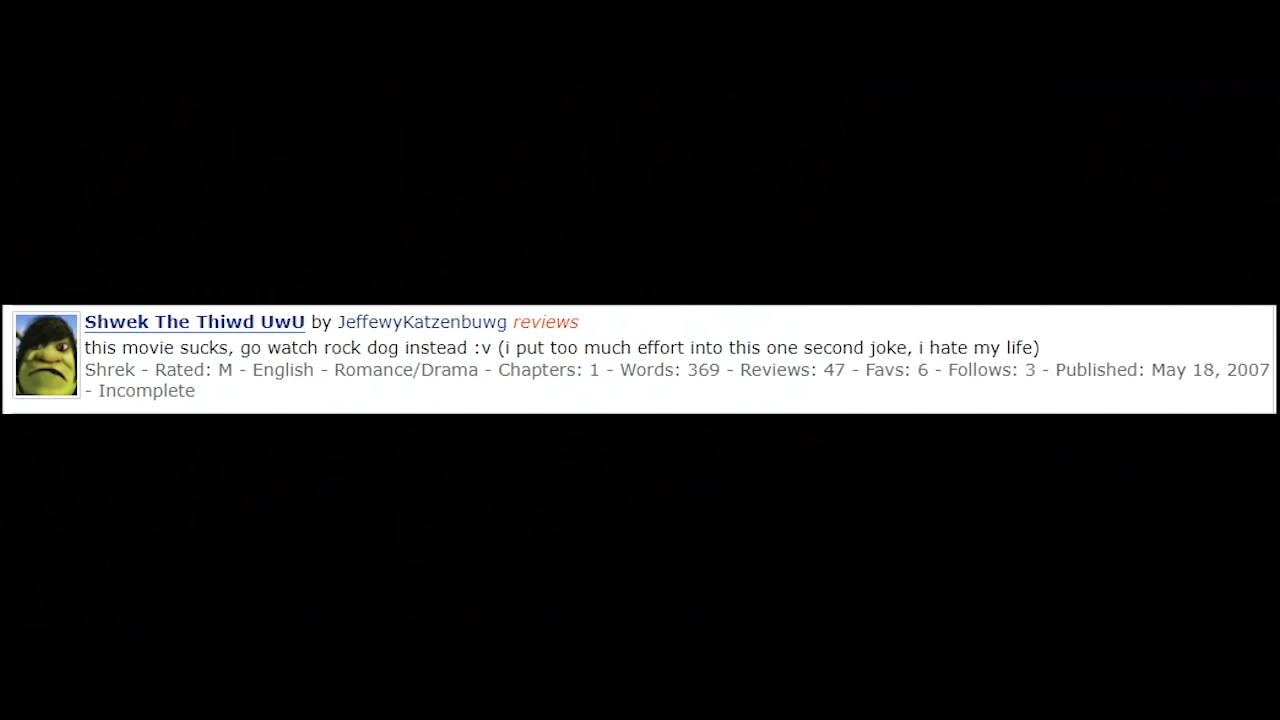 Shwek The Thiwd UwU by JeffewyKatzenbuwg reviews
this movie sucks, go watch rock dog instead :v (i put too much effort into this one second joke, i hate my life)
Shrek - Rated: M - English - Romance/Drama - Chapters: 1 - Words: 369 - Reviews: 47 - Favs: 6 - Follows: 3 - Published: May 18, 2007
- Incomplete